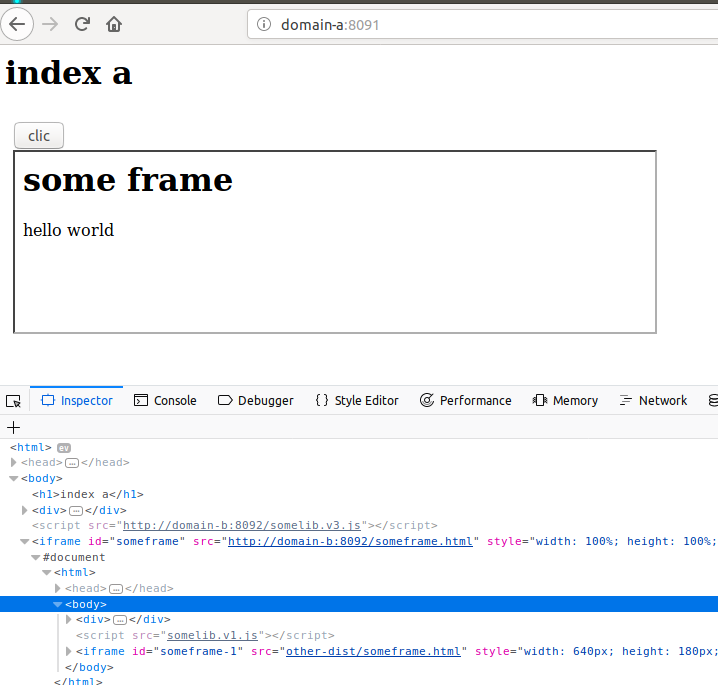 domain-a:8091
index a
clic
some frame
hello world
Inspector Console Debugger { } Style Editor Performance Memory Network
+
<html> ev
<head>…</head>
<body>
<h1>index a</h1>
<div>…</div>
<script src="http://domain-b:8092/somelib.v3.js"></script>
<iframe id="someframe" src="http://domain-b:8092/someframe.html" style="width: 100%; height: 100%;
#document
<html>
<head>…</head>
<body>
<div>…</div>
<script src="somelib.v1.js"></script>
<iframe id="someframe-1" src="other-dist/someframe.html" style="width: 640px; height: 180px;
</body>
</html>